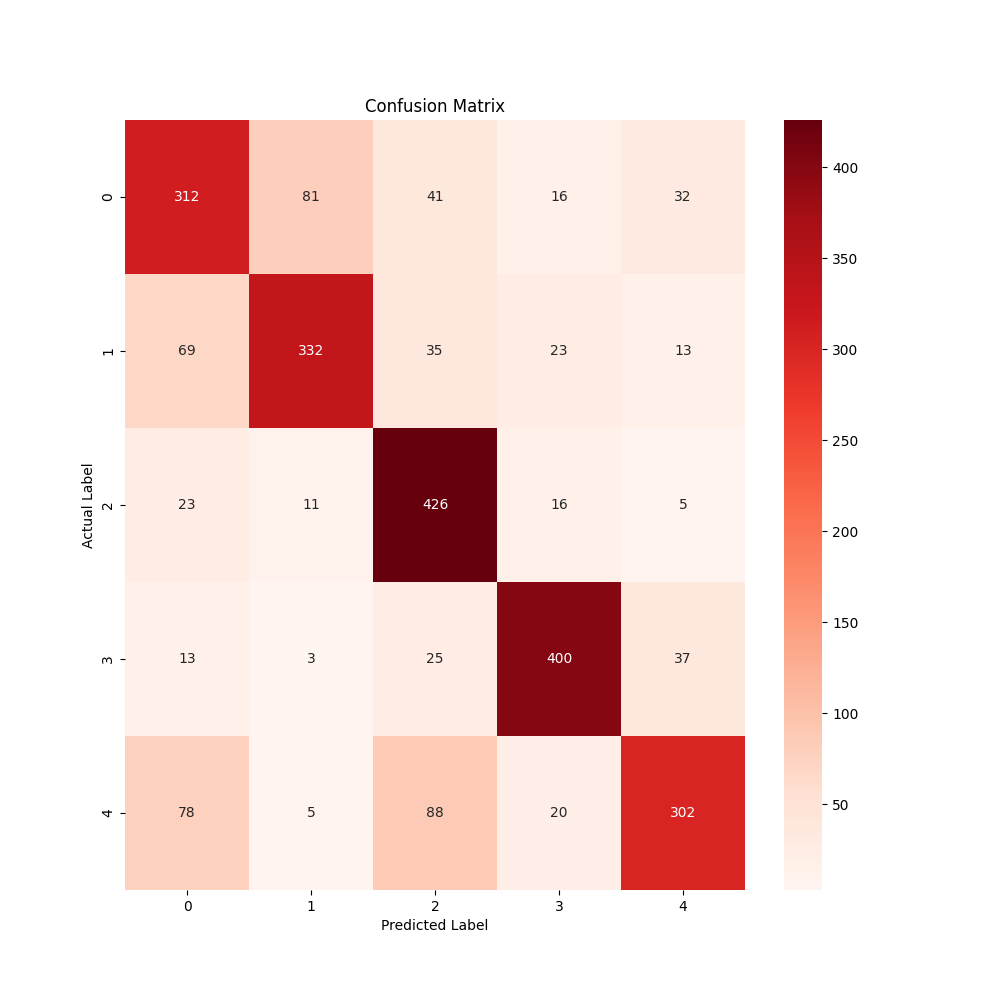 Confusion Matrix
0 312 81 41 16 32
1 69 332 35 23 13
2 23 11 426 16 5
3 13 3 25 400 37
4 78 5 88 20 302
0 1 2 3 4
Predicted Label
Actual Label
400
350
300
250
200
150
100
50